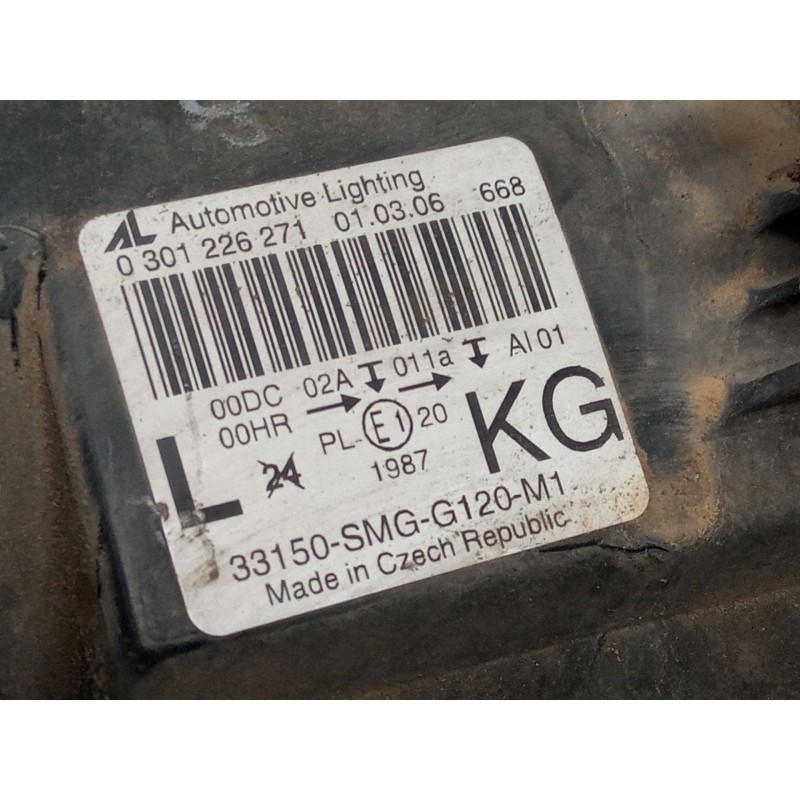 AL Automotive Lighting
0 301 226 271 01.03.06 668
00DC 02A 011a AI 01
00HR PL- E1 20
L 24 1987 KG
33150-SMG-G120-M1
Made in Czech Republic